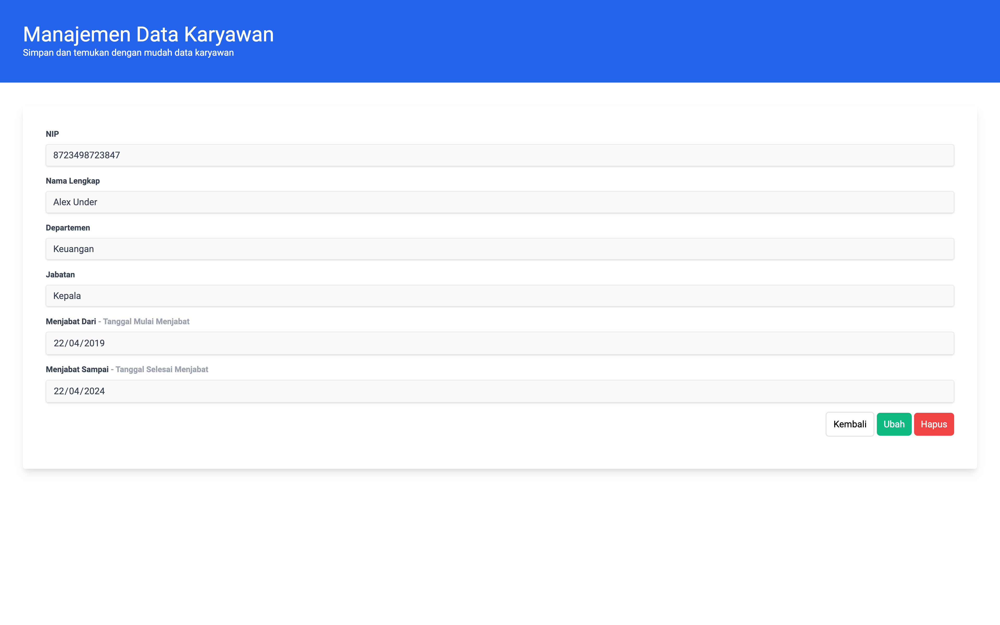 Manajemen Data Karyawan
Simpan dan temukan dengan mudah data karyawan
NIP
8723498723847
Nama Lengkap
Alex Under
Departemen
Keuangan
Jabatan
Kepala
Menjabat Dari - Tanggal Mulai Menjabat
22/04/2019
Menjabat Sampai - Tanggal Selesai Menjabat
22/04/2024
Kembali Ubah Hapus